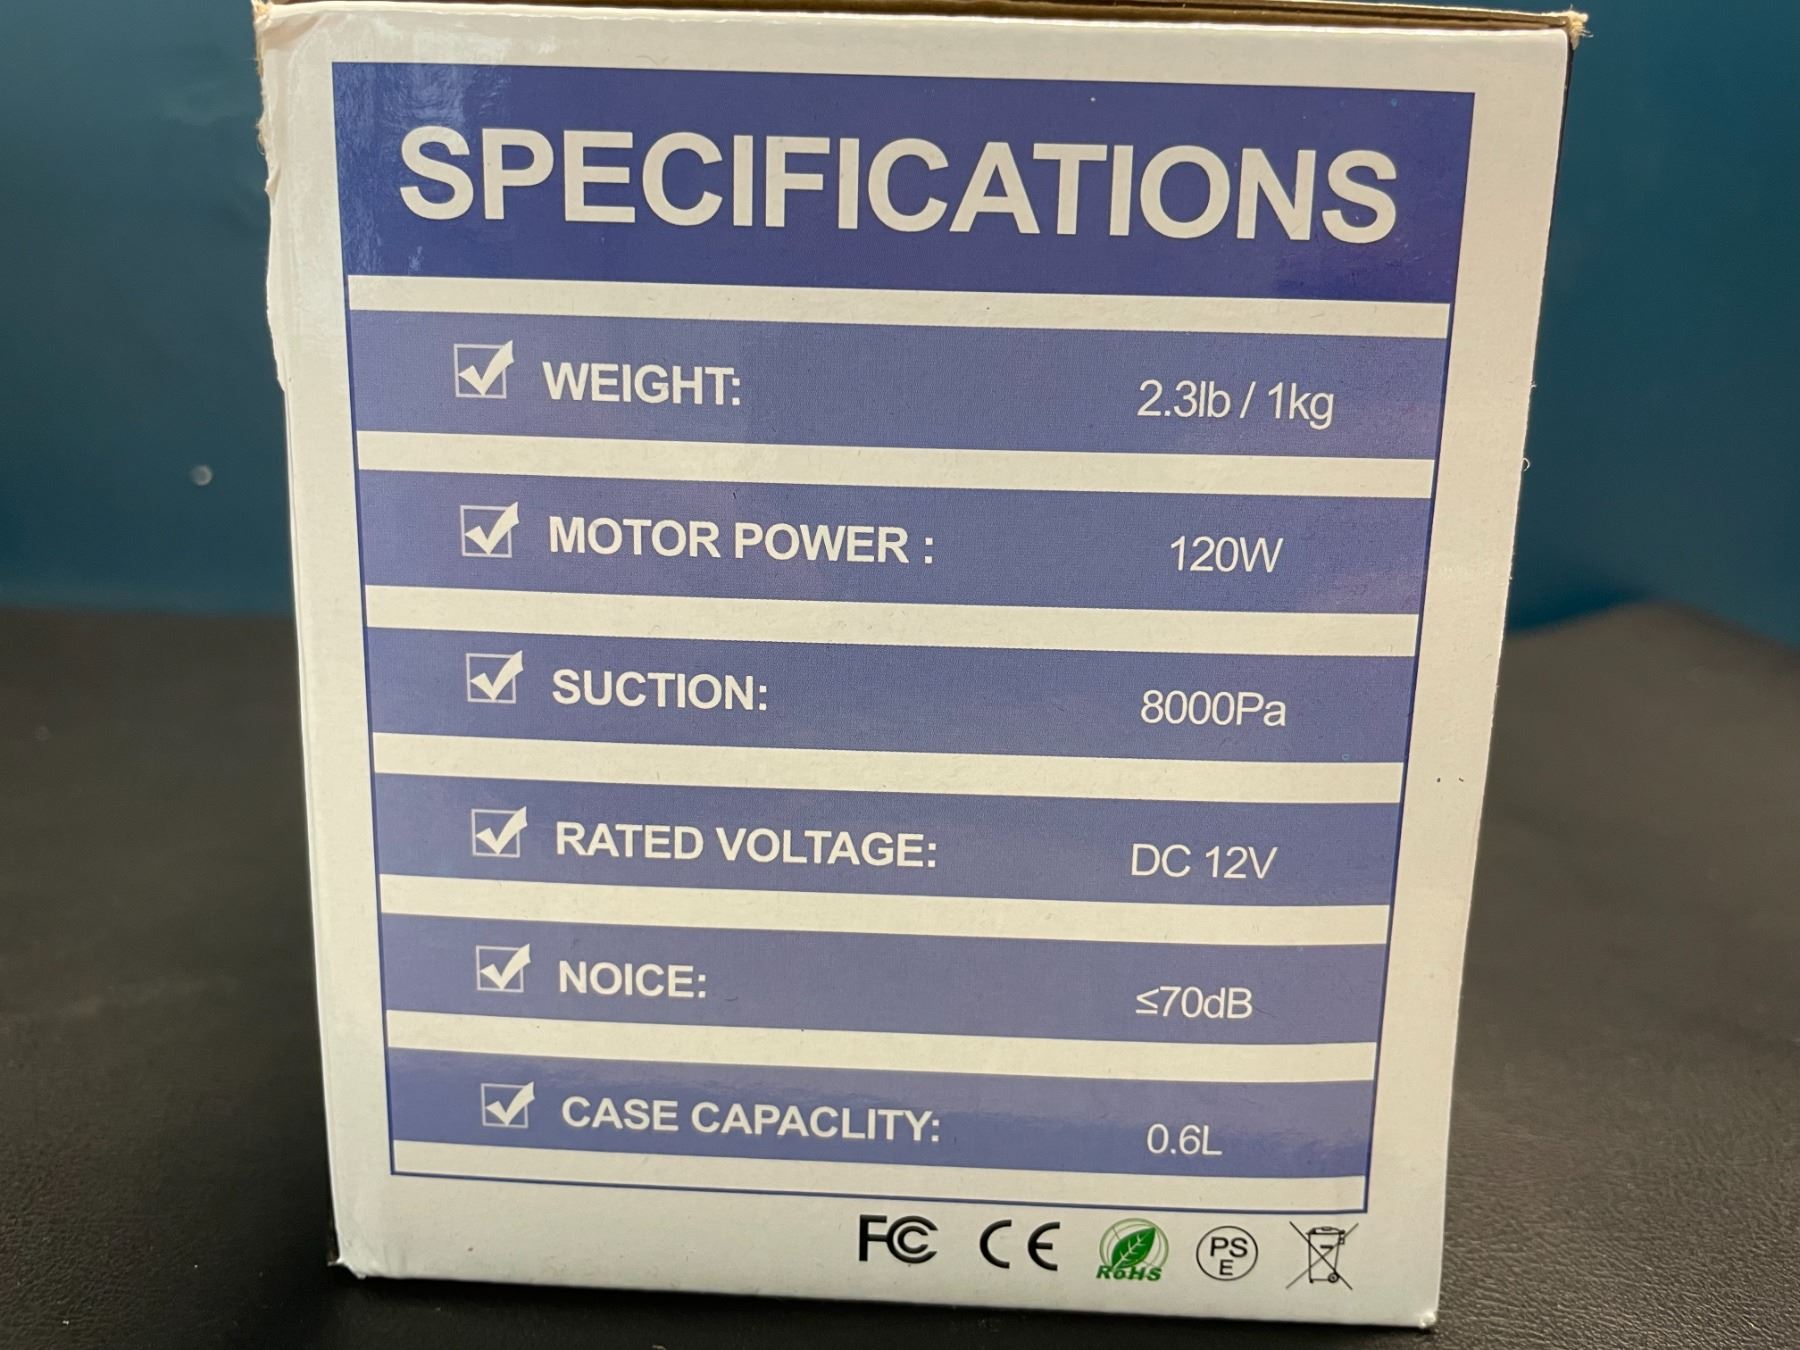 SPECIFICATIONS
WEIGHT: 2.3lb / 1kg
MOTOR POWER : 120W
SUCTION: 8000Pa
RATED VOLTAGE: DC 12V
NOICE: ≤70dB
CASE CAPACLITY: 0.6L
FC CE RoHS PSE